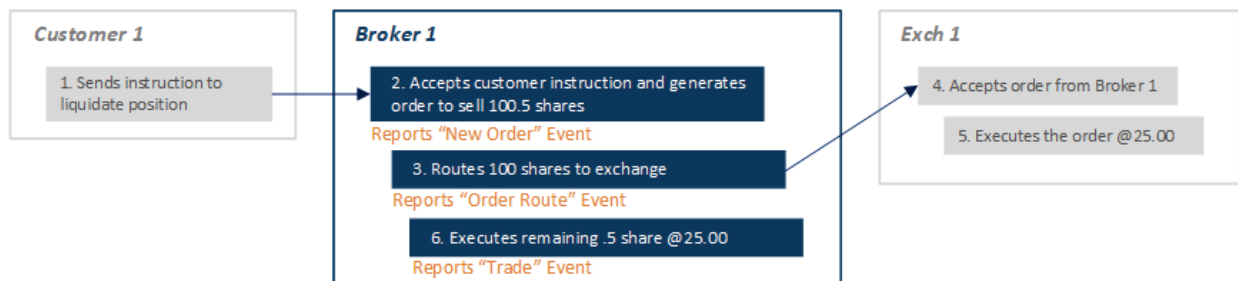 Customer 1
1. Sends instruction to
liquidate position
Broker 1
2. Accepts customer instruction and generates
order to sell 100.5 shares
Reports “New Order” Event
3. Routes 100 shares to exchange
Reports “Order Route” Event
6. Executes remaining .5 share @25.00
Reports “Trade” Event
Exch 1
4. Accepts order from Broker 1
5. Executes the order @25.00